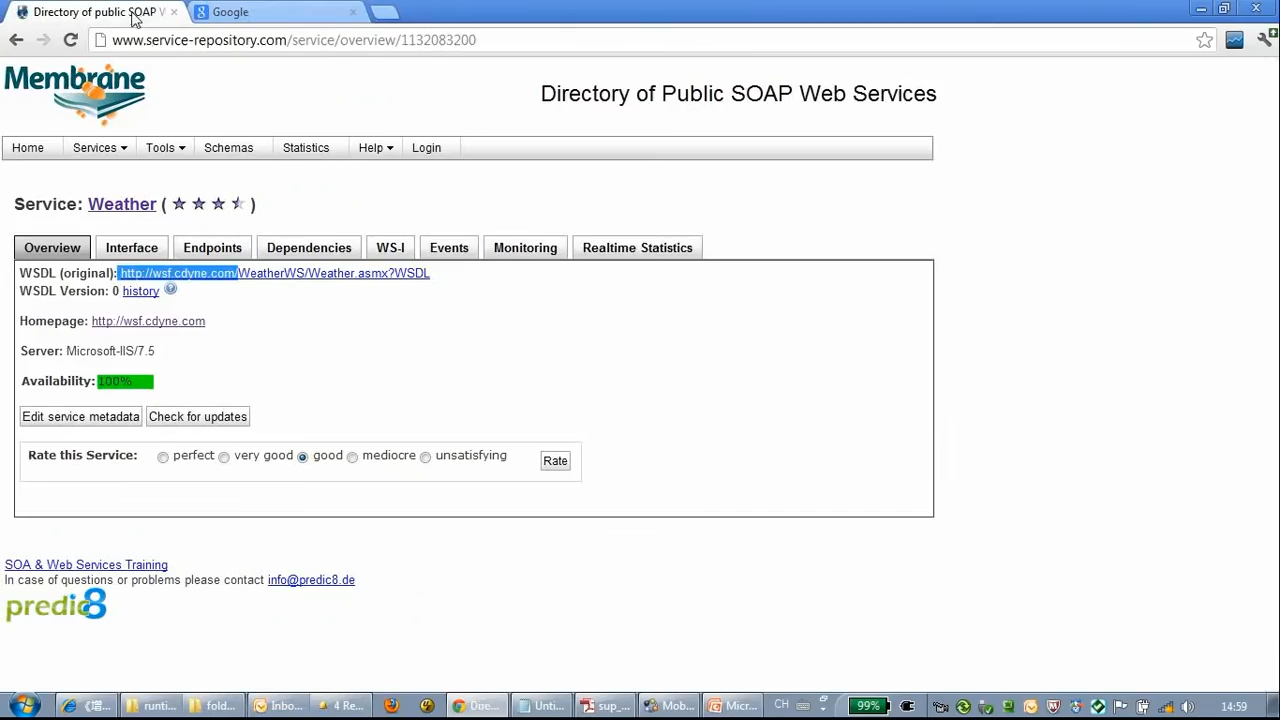 Directory of public SOAP W
Google
www.service-repository.com/service/overview/1132083200
Membrane
Directory of Public SOAP Web Services
Home Services Tools Schemas Statistics Help Login
Service: Weather ( )
Overview Interface Endpoints Dependencies WS-I Events Monitoring Realtime Statistics
WSDL (original): http://wsf.cdyne.com/WeatherWS/Weather.asmx?WSDL
WSDL Version: 0 history
Homepage: http://wsf.cdyne.com
Server: Microsoft-IIS/7.5
Availability: 100%
Edit service metadata Check for updates
Rate this Service: perfect very good good mediocre unsatisfying Rate
SOA & Web Services Training
In case of questions or problems please contact info@predic8.de
predic8
runti... fold... Inbo... 4 Re... Dire... Unti... sup_... Mob... Micr... CH 99% 14:59